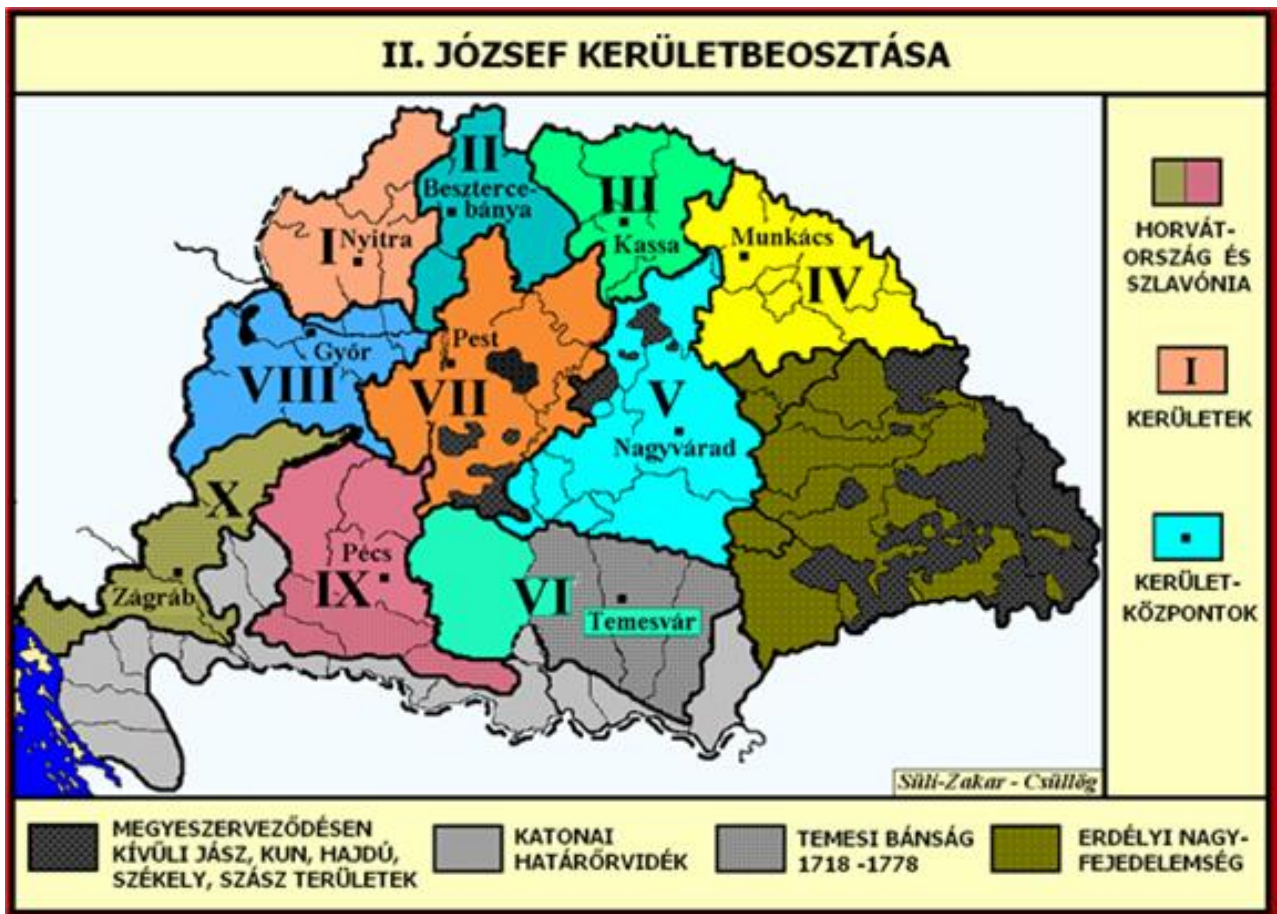 II. JÓZSEF KERÜLETBEOSZTÁSA
II
Beszterce-
bánya
III
Kassa
I
Nyitra
Munkács
IV
Győr
VIII
Pest
VII
V
Nagyvárad
X
Pécs
IX
Zágráb
VI
Temesvár
Süli-Zakar - Csüllög
HORVÁT-
ORSZÁG ÉS
SZLAVÓNIA
I
KERÜLETEK
KERÜLET-
KÖZPONTOK
MEGYESZERVEZŐDÉSEN
KÍVÜLI JÁSZ, KUN, HAJDÚ,
SZÉKELY, SZÁSZ TERÜLETEK
KATONAI
HATÁRŐRVIDÉK
TEMESI BÁNSÁG
1718 -1778
ERDÉLYI NAGY-
FEJEDELEMSÉG